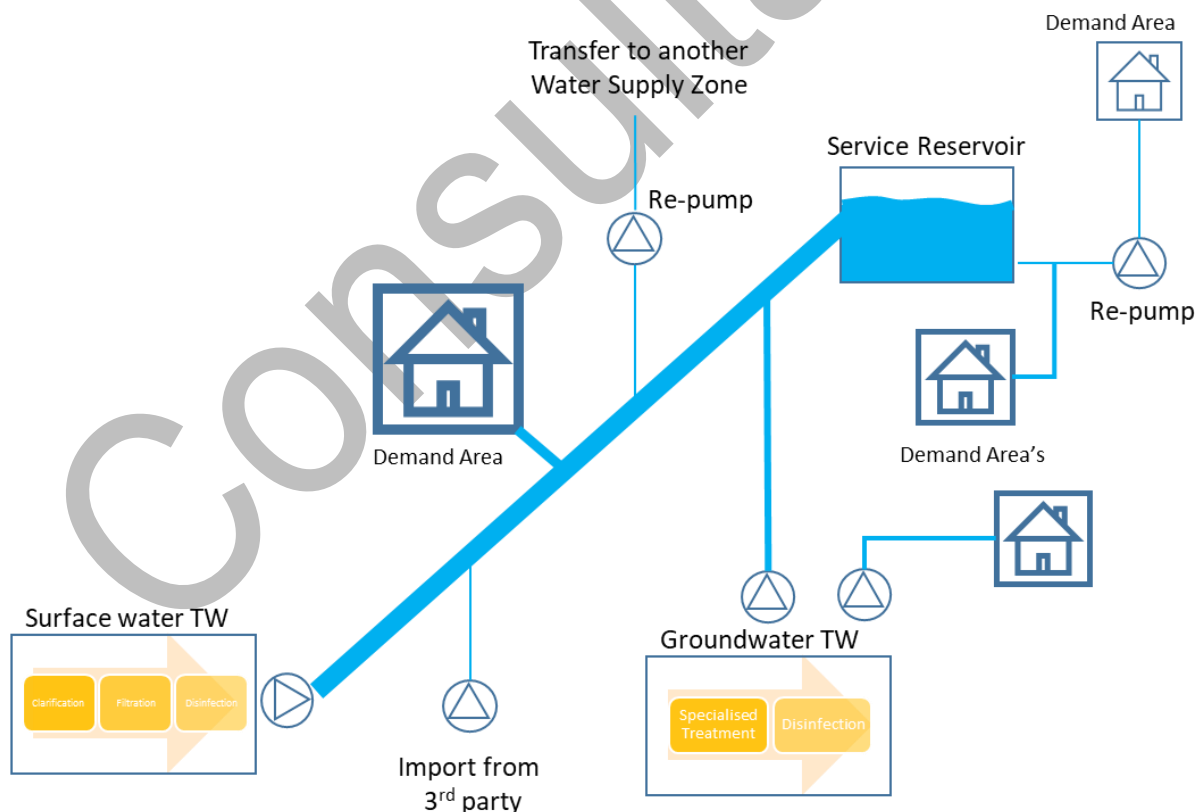 Demand Area
Transfer to another
Water Supply Zone
Service Reservoir
Re-pump
Re-pump
Demand Area
Demand Area's
Surface water TW
Clarification
Filtration
Disinfection
Groundwater TW
Specialised
Treatment
Disinfection
Import from
3rd party